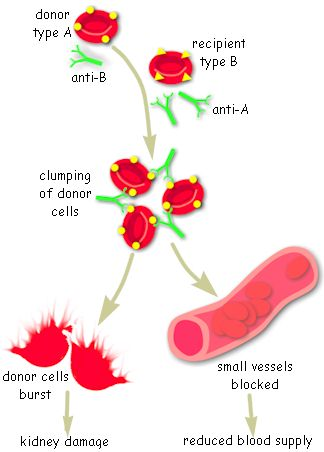 donor
type A
anti-B
recipient
type B
anti-A
clumping
of donor
cells
donor cells
burst
small vessels
blocked
kidney damage
reduced blood supply